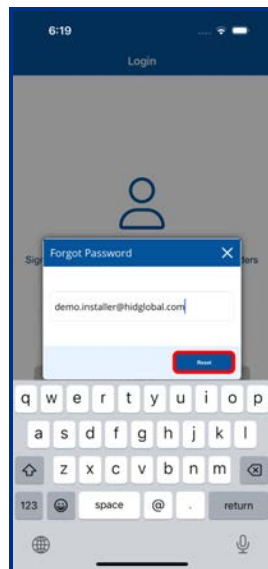 6:19
Login
Forgot Password
demo.installer@hidglobal.com
Reset
q w e r t y u i o p
a s d f g h j k l
z x c v b n m
123 space @ . return